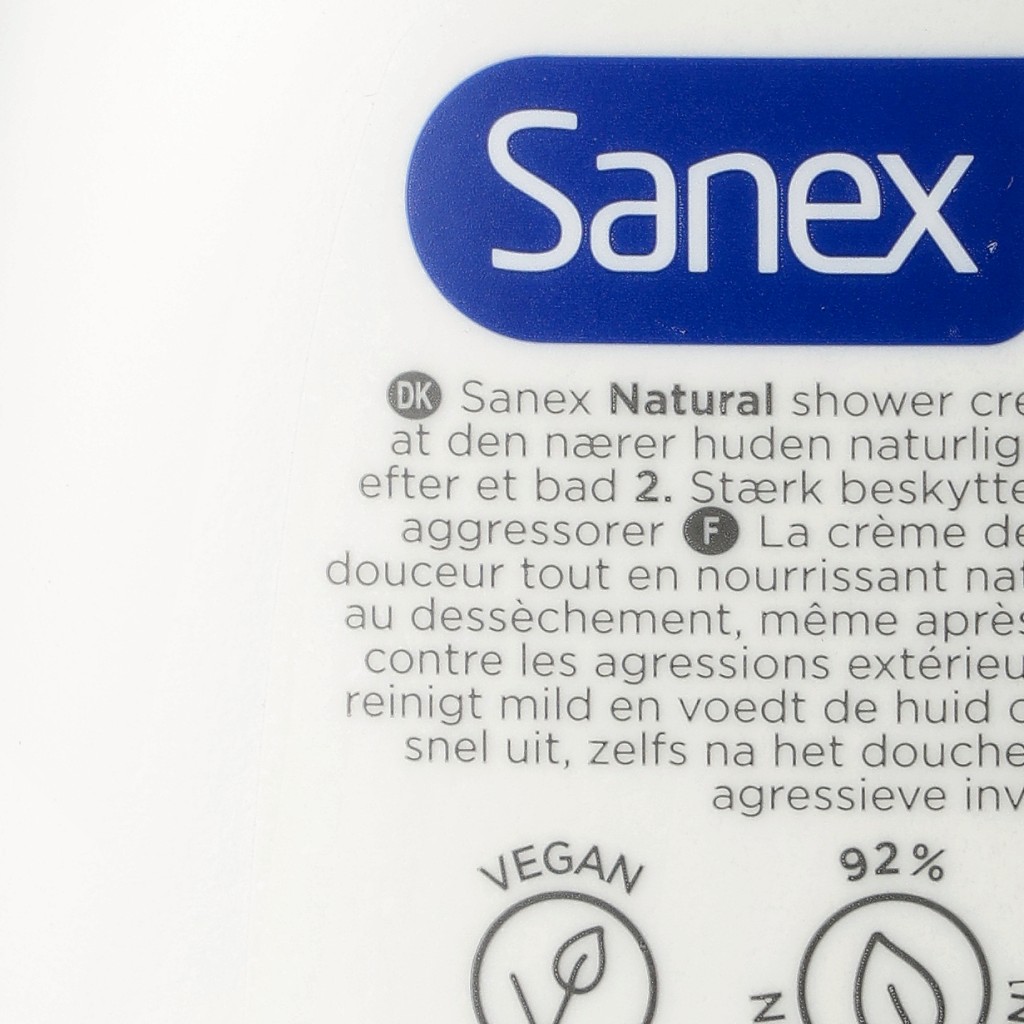 Sanex
DK Sanex Natural shower cre
at den nærer huden naturlig
efter et bad 2. Stærk beskytte
aggressorer F La crème de
douceur tout en nourrissant nat
au dessèchement, même après
contre les agressions extérieu
reinigt mild en voedt de huid
snel uit, zelfs na het douche
agressieve inv
VEGAN
92%